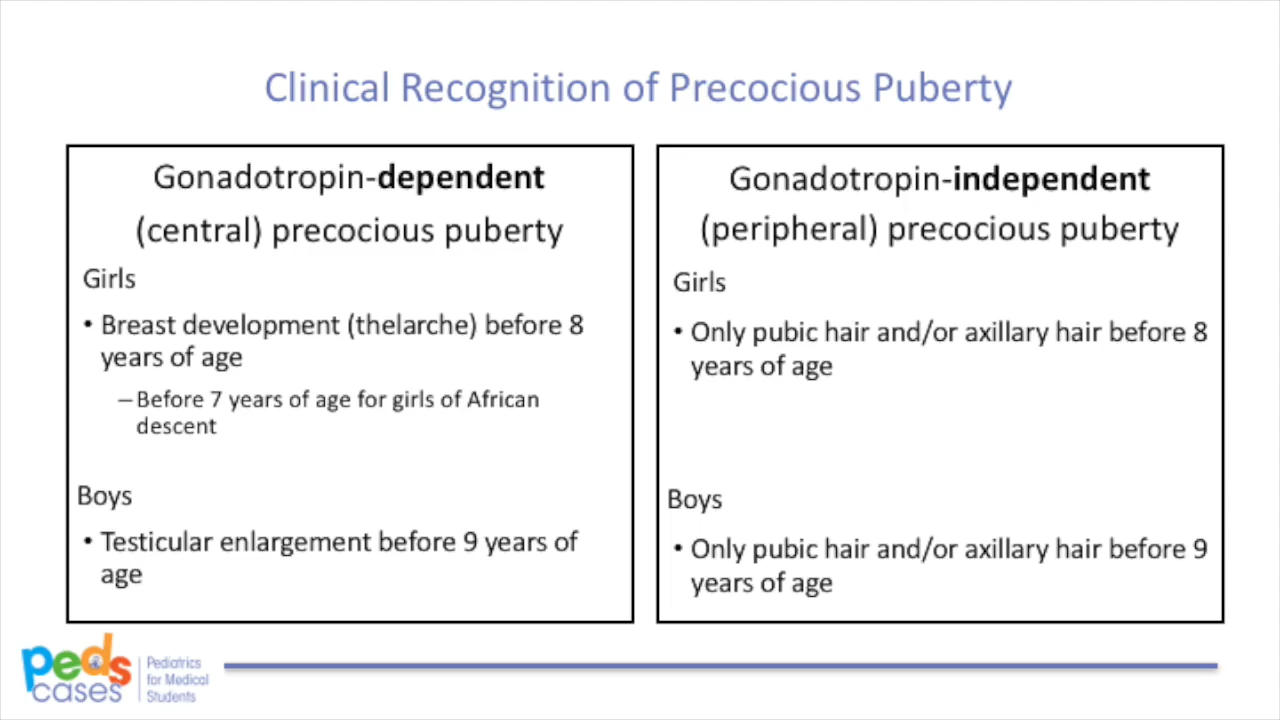 Clinical Recognition of Precocious Puberty
Gonadotropin-dependent
(central) precocious puberty
Girls
• Breast development (thelarche) before 8
years of age
– Before 7 years of age for girls of African
descent
Boys
• Testicular enlargement before 9 years of
age
Gonadotropin-independent
(peripheral) precocious puberty
Girls
• Only pubic hair and/or axillary hair before 8
years of age
Boys
• Only pubic hair and/or axillary hair before 9
years of age
peds
cases
Pediatrics
for Medical
Students